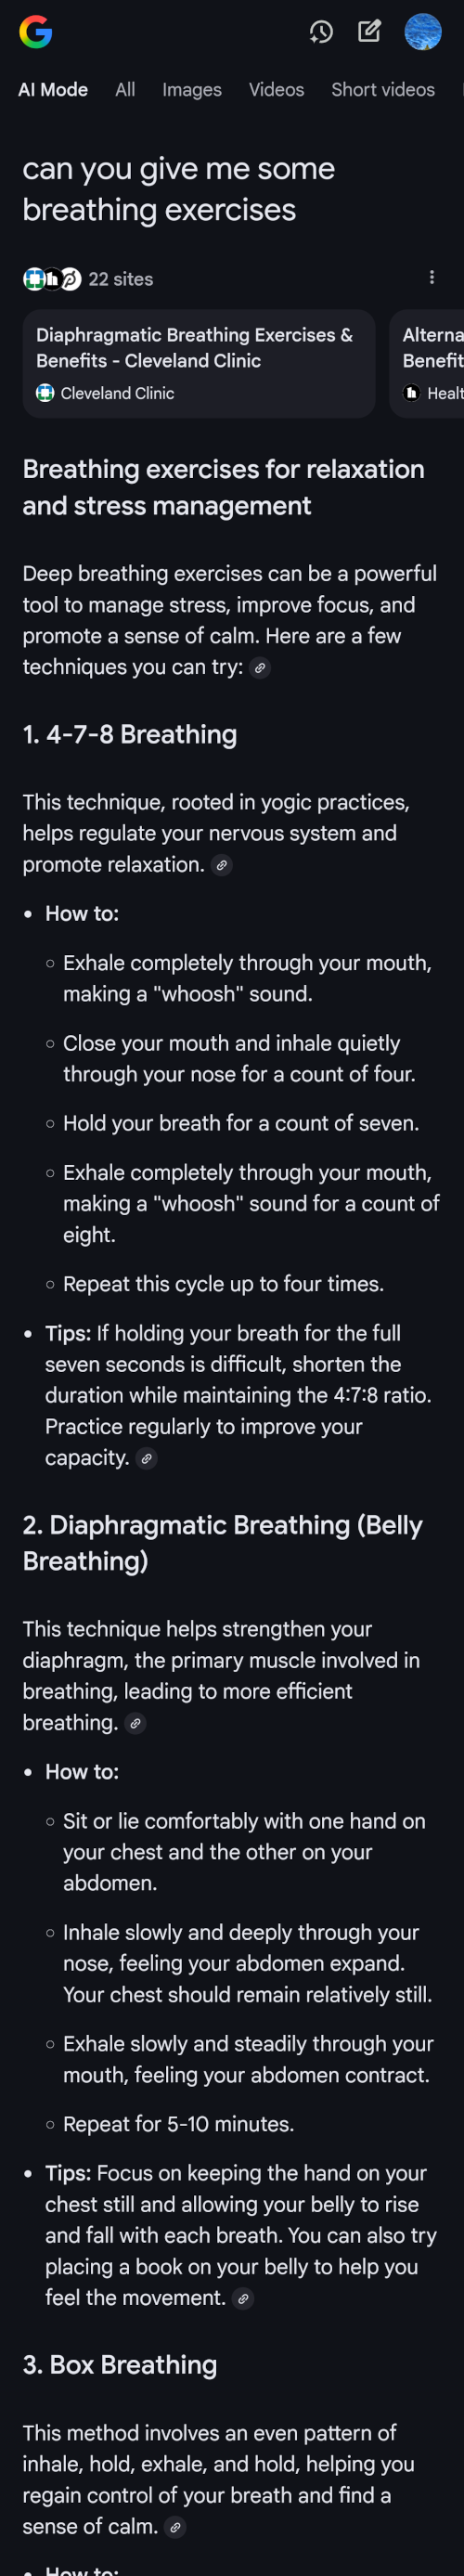 AI Mode All Images Videos Short videos
can you give me some
breathing exercises
22 sites
Diaphragmatic Breathing Exercises &
Benefits - Cleveland Clinic
Cleveland Clinic
Alterna
Benefit
Healt
Breathing exercises for relaxation
and stress management
Deep breathing exercises can be a powerful
tool to manage stress, improve focus, and
promote a sense of calm. Here are a few
techniques you can try:
1. 4-7-8 Breathing
This technique, rooted in yogic practices,
helps regulate your nervous system and
promote relaxation.
• How to:
○ Exhale completely through your mouth,
making a "whoosh" sound.
○ Close your mouth and inhale quietly
through your nose for a count of four.
○ Hold your breath for a count of seven.
○ Exhale completely through your mouth,
making a "whoosh" sound for a count of
eight.
○ Repeat this cycle up to four times.
• Tips: If holding your breath for the full
seven seconds is difficult, shorten the
duration while maintaining the 4:7:8 ratio.
Practice regularly to improve your
capacity.
2. Diaphragmatic Breathing (Belly
Breathing)
This technique helps strengthen your
diaphragm, the primary muscle involved in
breathing, leading to more efficient
breathing.
• How to:
○ Sit or lie comfortably with one hand on
your chest and the other on your
abdomen.
○ Inhale slowly and deeply through your
nose, feeling your abdomen expand.
Your chest should remain relatively still.
○ Exhale slowly and steadily through your
mouth, feeling your abdomen contract.
○ Repeat for 5-10 minutes.
• Tips: Focus on keeping the hand on your
chest still and allowing your belly to rise
and fall with each breath. You can also try
placing a book on your belly to help you
feel the movement.
3. Box Breathing
This method involves an even pattern of
inhale, hold, exhale, and hold, helping you
regain control of your breath and find a
sense of calm.
• How to: